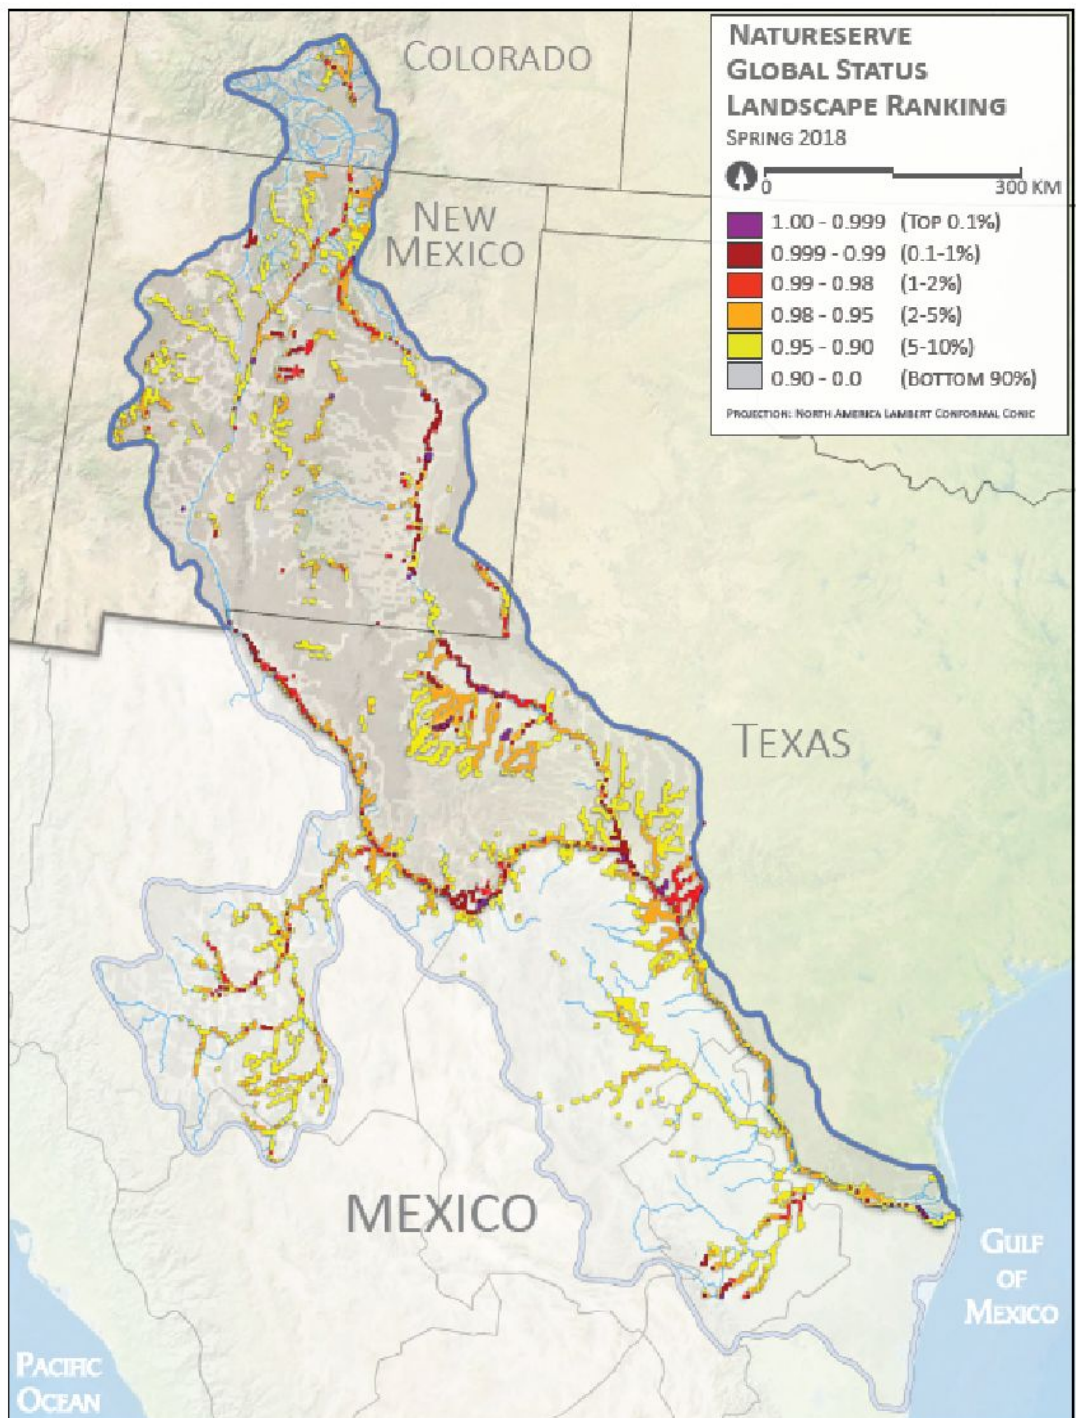 NATURESERVE
GLOBAL STATUS
LANDSCAPE RANKING
SPRING 2018
0 300 KM
1.00 - 0.999 (TOP 0.1%)
0.999 - 0.99 (0.1-1%)
0.99 - 0.98 (1-2%)
0.98 - 0.95 (2-5%)
0.95 - 0.90 (5-10%)
0.90 - 0.0 (BOTTOM 90%)
PROJECTION: NORTH AMERICA LAMBERT CONFORMAL CONIC
COLORADO
NEW
MEXICO
TEXAS
MEXICO
GULF
OF
MEXICO
PACIFIC
OCEAN